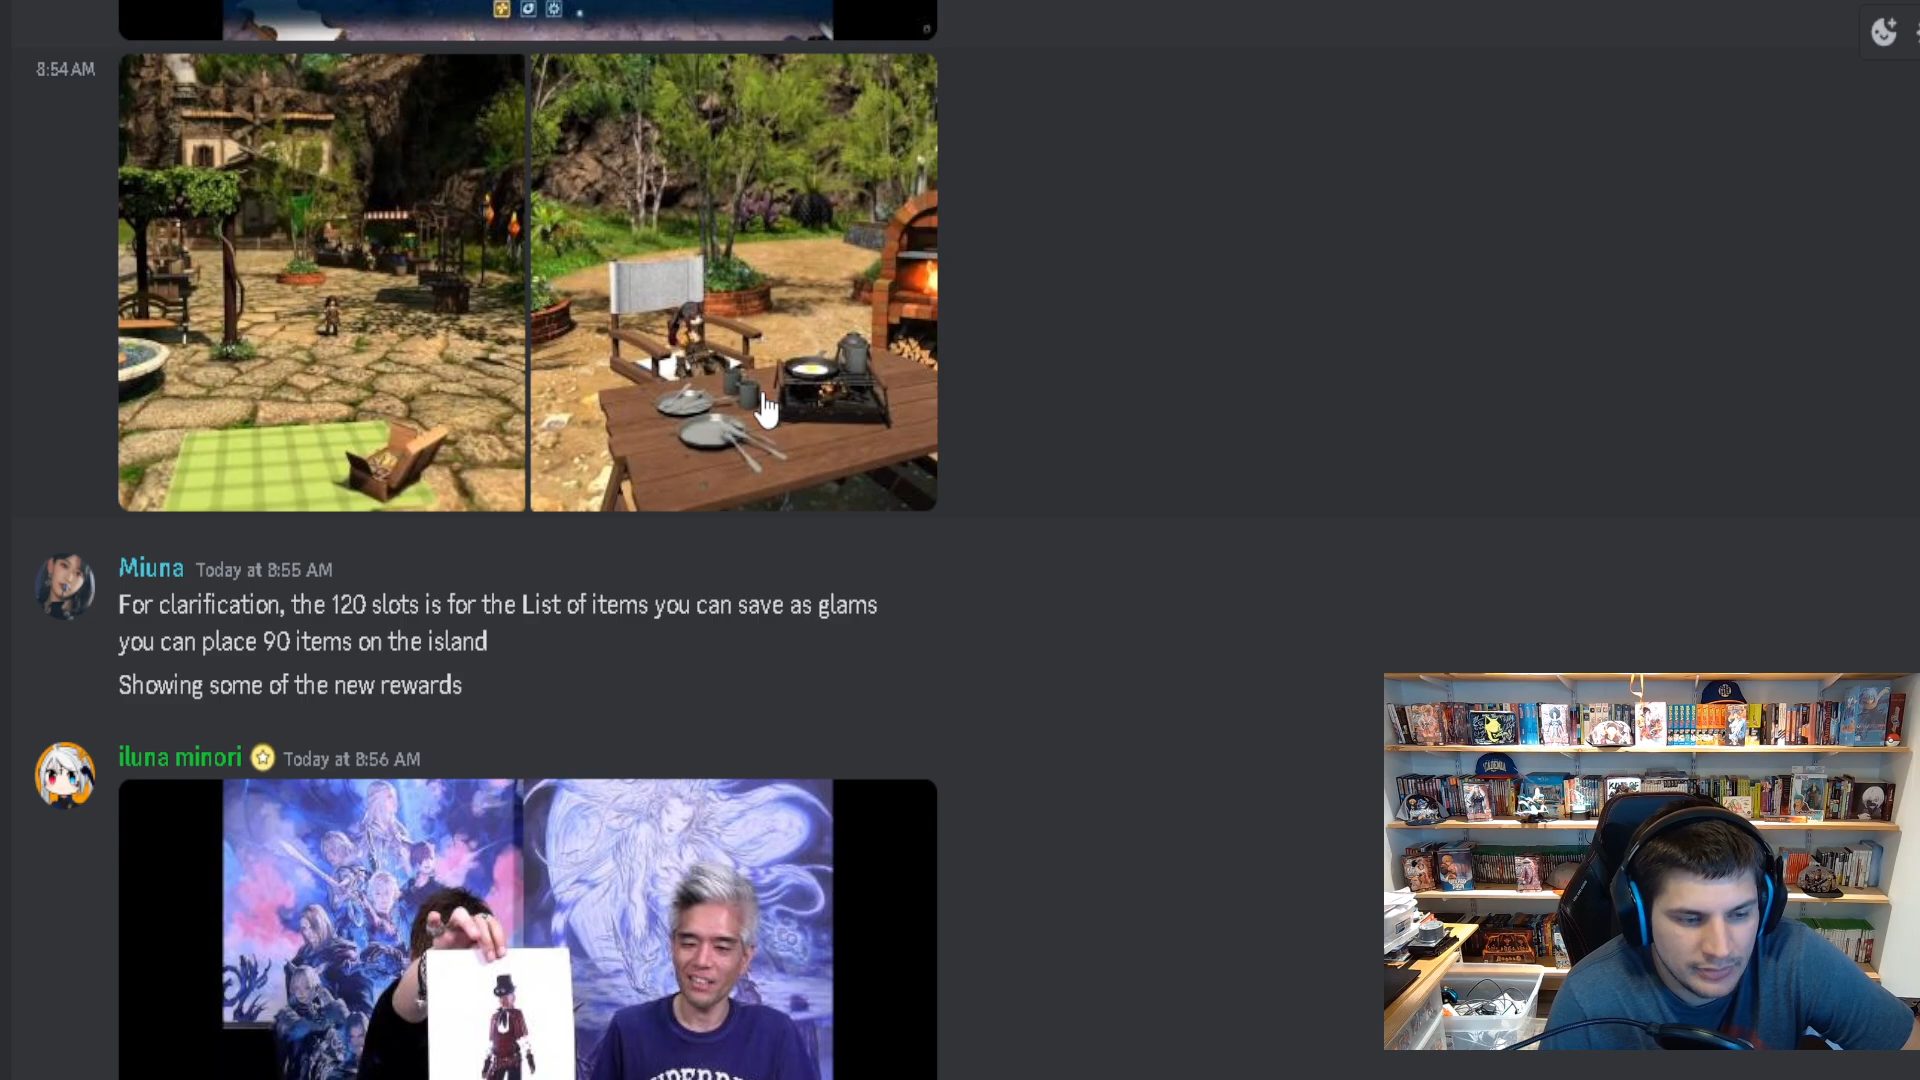 8:54 AM
Miuna Today at 8:55 AM
For clarification, the 120 slots is for the List of items you can save as glams
you can place 90 items on the island
Showing some of the new rewards
iluna minori Today at 8:56 AM